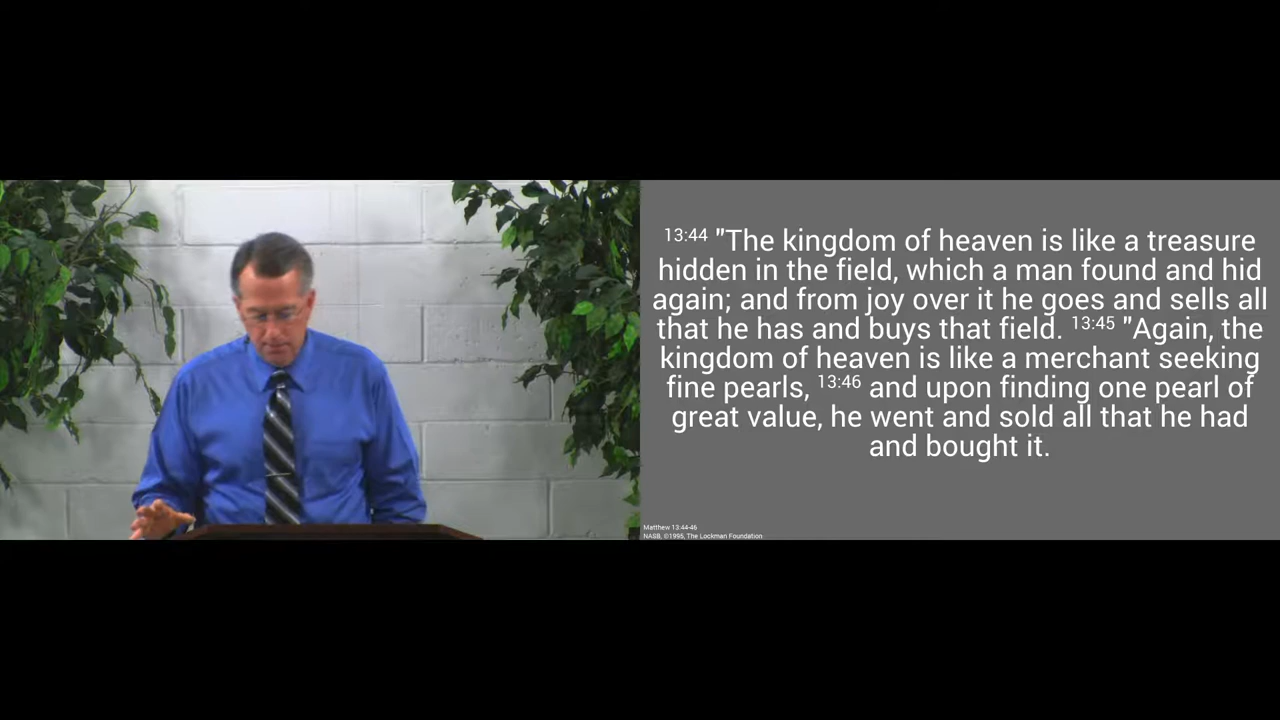 13:44 "The kingdom of heaven is like a treasure
hidden in the field, which a man found and hid
again; and from joy over it he goes and sells all
that he has and buys that field. 13:45 "Again, the
kingdom of heaven is like a merchant seeking
fine pearls, 13:46 and upon finding one pearl of
great value, he went and sold all that he had
and bought it.
Matthew 13:44-46
NASB, ©1995, The Lockman Foundation